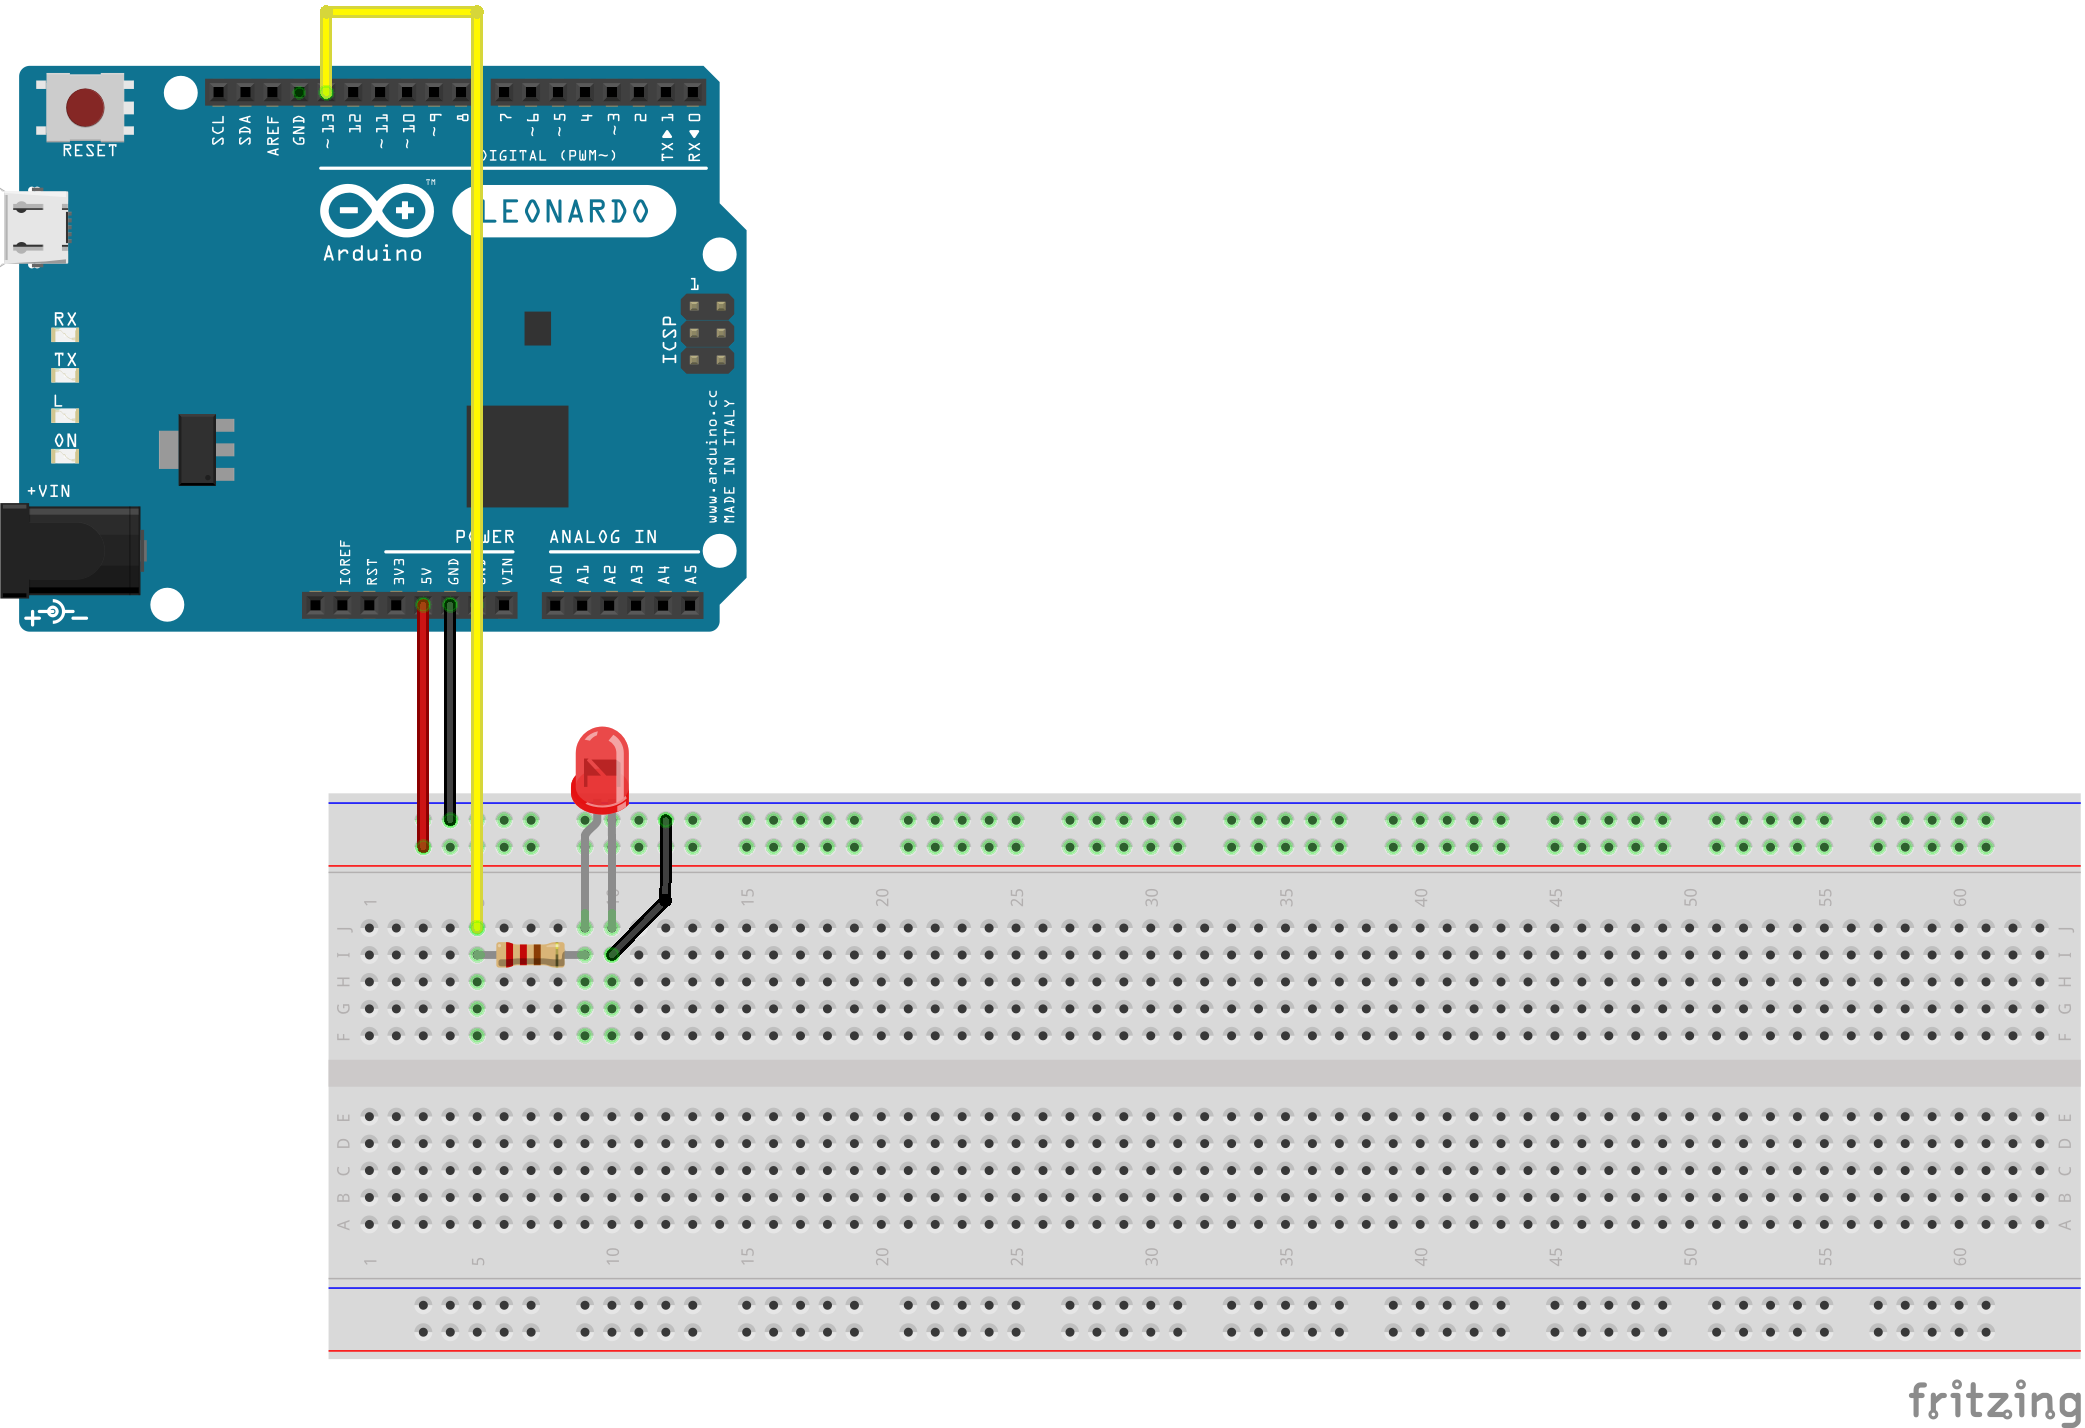 RESET
SCL
SDA
AREF
GND
~13
12
~11
~10
~9
8
7
~6
~5
4
~3
2
TX▶1
RX◀0
DIGITAL (PWM~)
TM
LEONARDO
Arduino
1
ICSP
RX
TX
L
ON
+VIN
www.arduino.cc
MADE IN ITALY
POWER
ANALOG IN
IOREF
RST
3V3
5V
GND
GND
VIN
A0
A1
A2
A3
A4
A5
+ -
1 10 15 20 25 30 35 40 45 50 55 60
J J
I I
H H
G G
F F
E E
D D
C C
B B
A A
1 5 10 15 20 25 30 35 40 45 50 55 60
fritzing